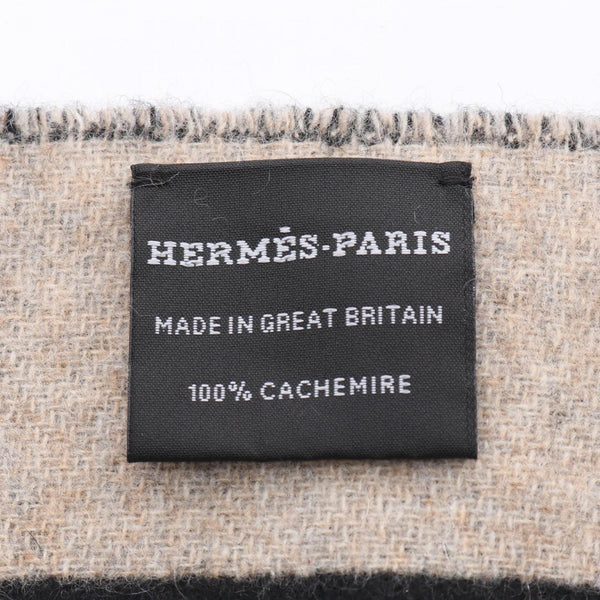 HERMÈS-PARIS
MADE IN GREAT BRITAIN
100% CACHEMIRE